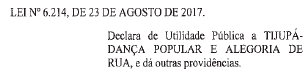 LEI Nº 6.214, DE 23 DE AGOSTO DE 2017.
Declara de Utilidade Pública a TIJUPÁ-
DANÇA POPULAR E ALEGORIA DE
RUA, e dá outras providências.